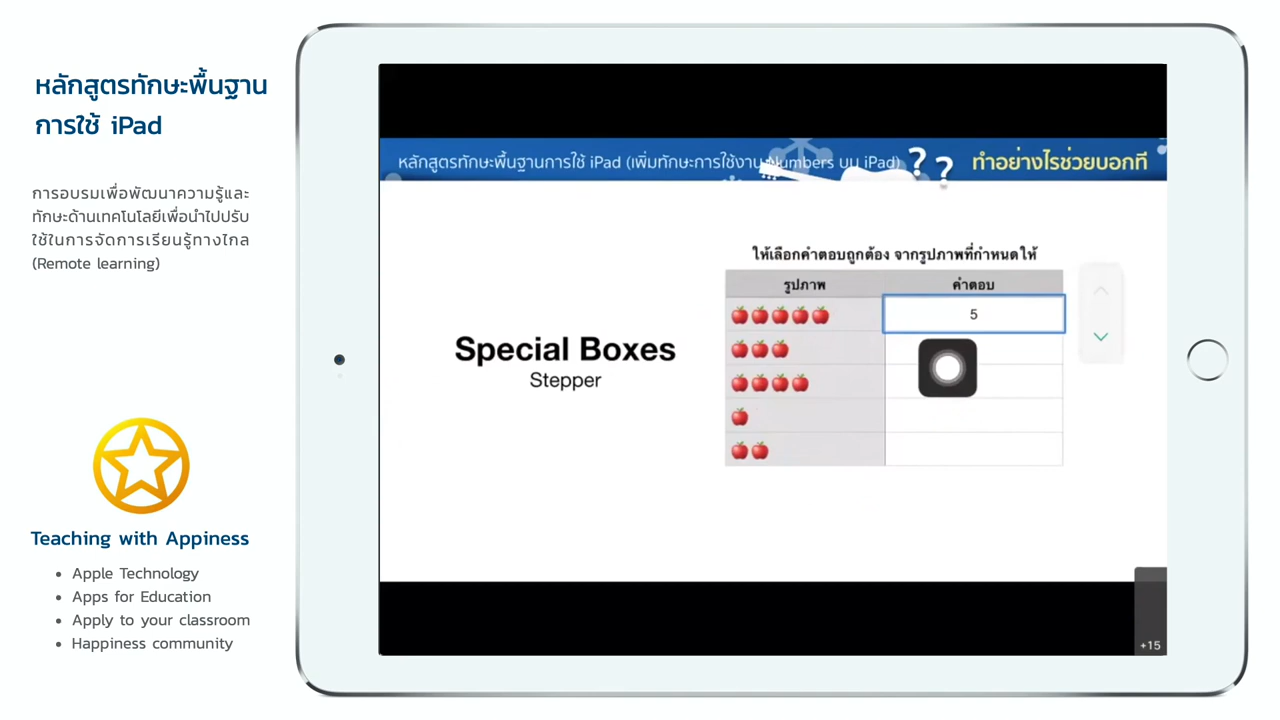 หลักสูตรทักษะพื้นฐาน
การใช้ iPad
การอบรมเพื่อพัฒนาความรู้และ
ทักษะด้านเทคโนโลยีเพื่อนำไปปรับ
ใช้ในการจัดการเรียนรู้ทางไกล
(Remote learning)
Teaching with Appiness
• Apple Technology
• Apps for Education
• Apply to your classroom
• Happiness community
หลักสูตรทักษะพื้นฐานการใช้ iPad (เพิ่มทักษะการใช้งาน Numbers บน iPad) ? ? ทำอย่างไรช่วยบอกที
Special Boxes
Stepper
ให้เลือกคำตอบถูกต้อง จากรูปภาพที่กำหนดให้
รูปภาพ คำตอบ
5
+15